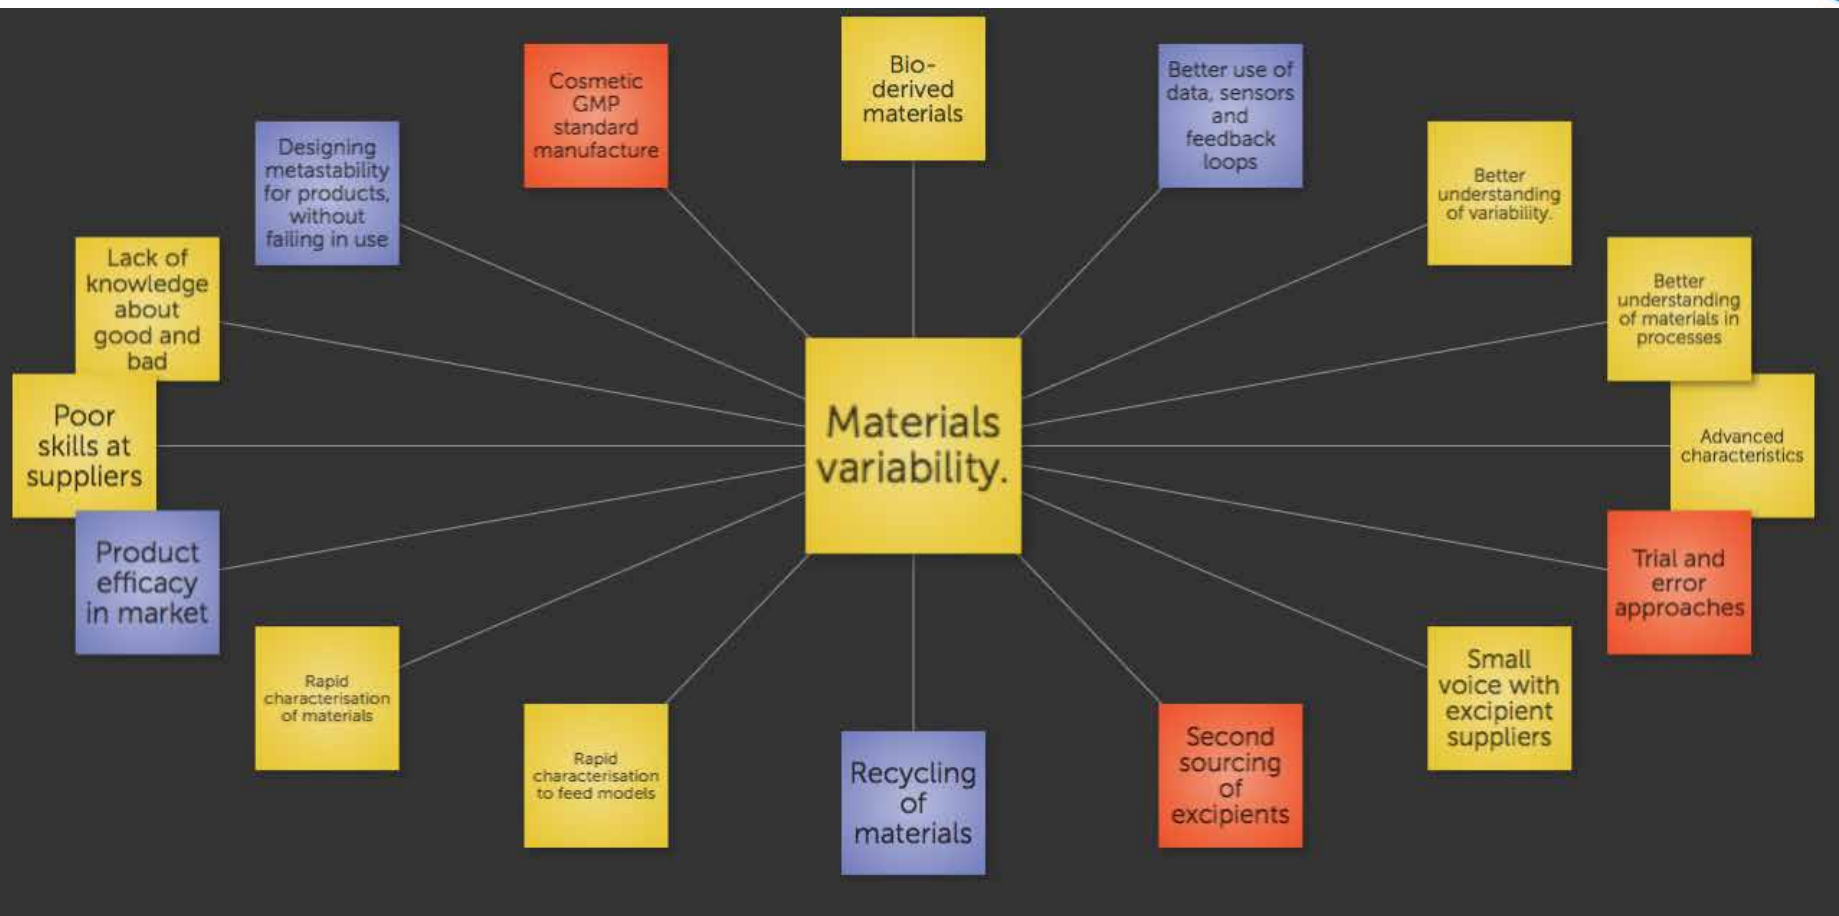 Bio-
derived
materials
Cosmetic
GMP
standard
manufacture
Better use of
data, sensors
and
feedback
loops
Designing
metastability
for products,
without
failing in use
Better
understanding
of variability.
Lack of
knowledge
about
good and
bad
Better
understanding
of materials in
processes
Materials
variability.
Poor
skills at
suppliers
Advanced
characteristics
Product
efficacy
in market
Trial and
error
approaches
Rapid
characterisation
of materials
Small
voice with
excipient
suppliers
Rapid
characterisation
to feed models
Recycling
of
materials
Second
sourcing
of
excipients